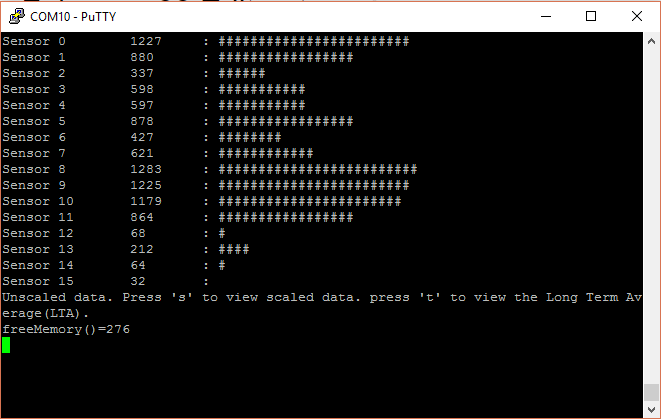 COM10 - PuTTY
Sensor 0 1227 : ########################
Sensor 1 880 : #################
Sensor 2 337 : ######
Sensor 3 598 : ###########
Sensor 4 597 : ###########
Sensor 5 878 : #################
Sensor 6 427 : ########
Sensor 7 621 : ############
Sensor 8 1283 : #########################
Sensor 9 1225 : ########################
Sensor 10 1179 : #######################
Sensor 11 864 : #################
Sensor 12 68 : #
Sensor 13 212 : ####
Sensor 14 64 : #
Sensor 15 32 :
Unscaled data. Press 's' to view scaled data. press 't' to view the Long Term Av
erage(LTA).
freeMemory()=276